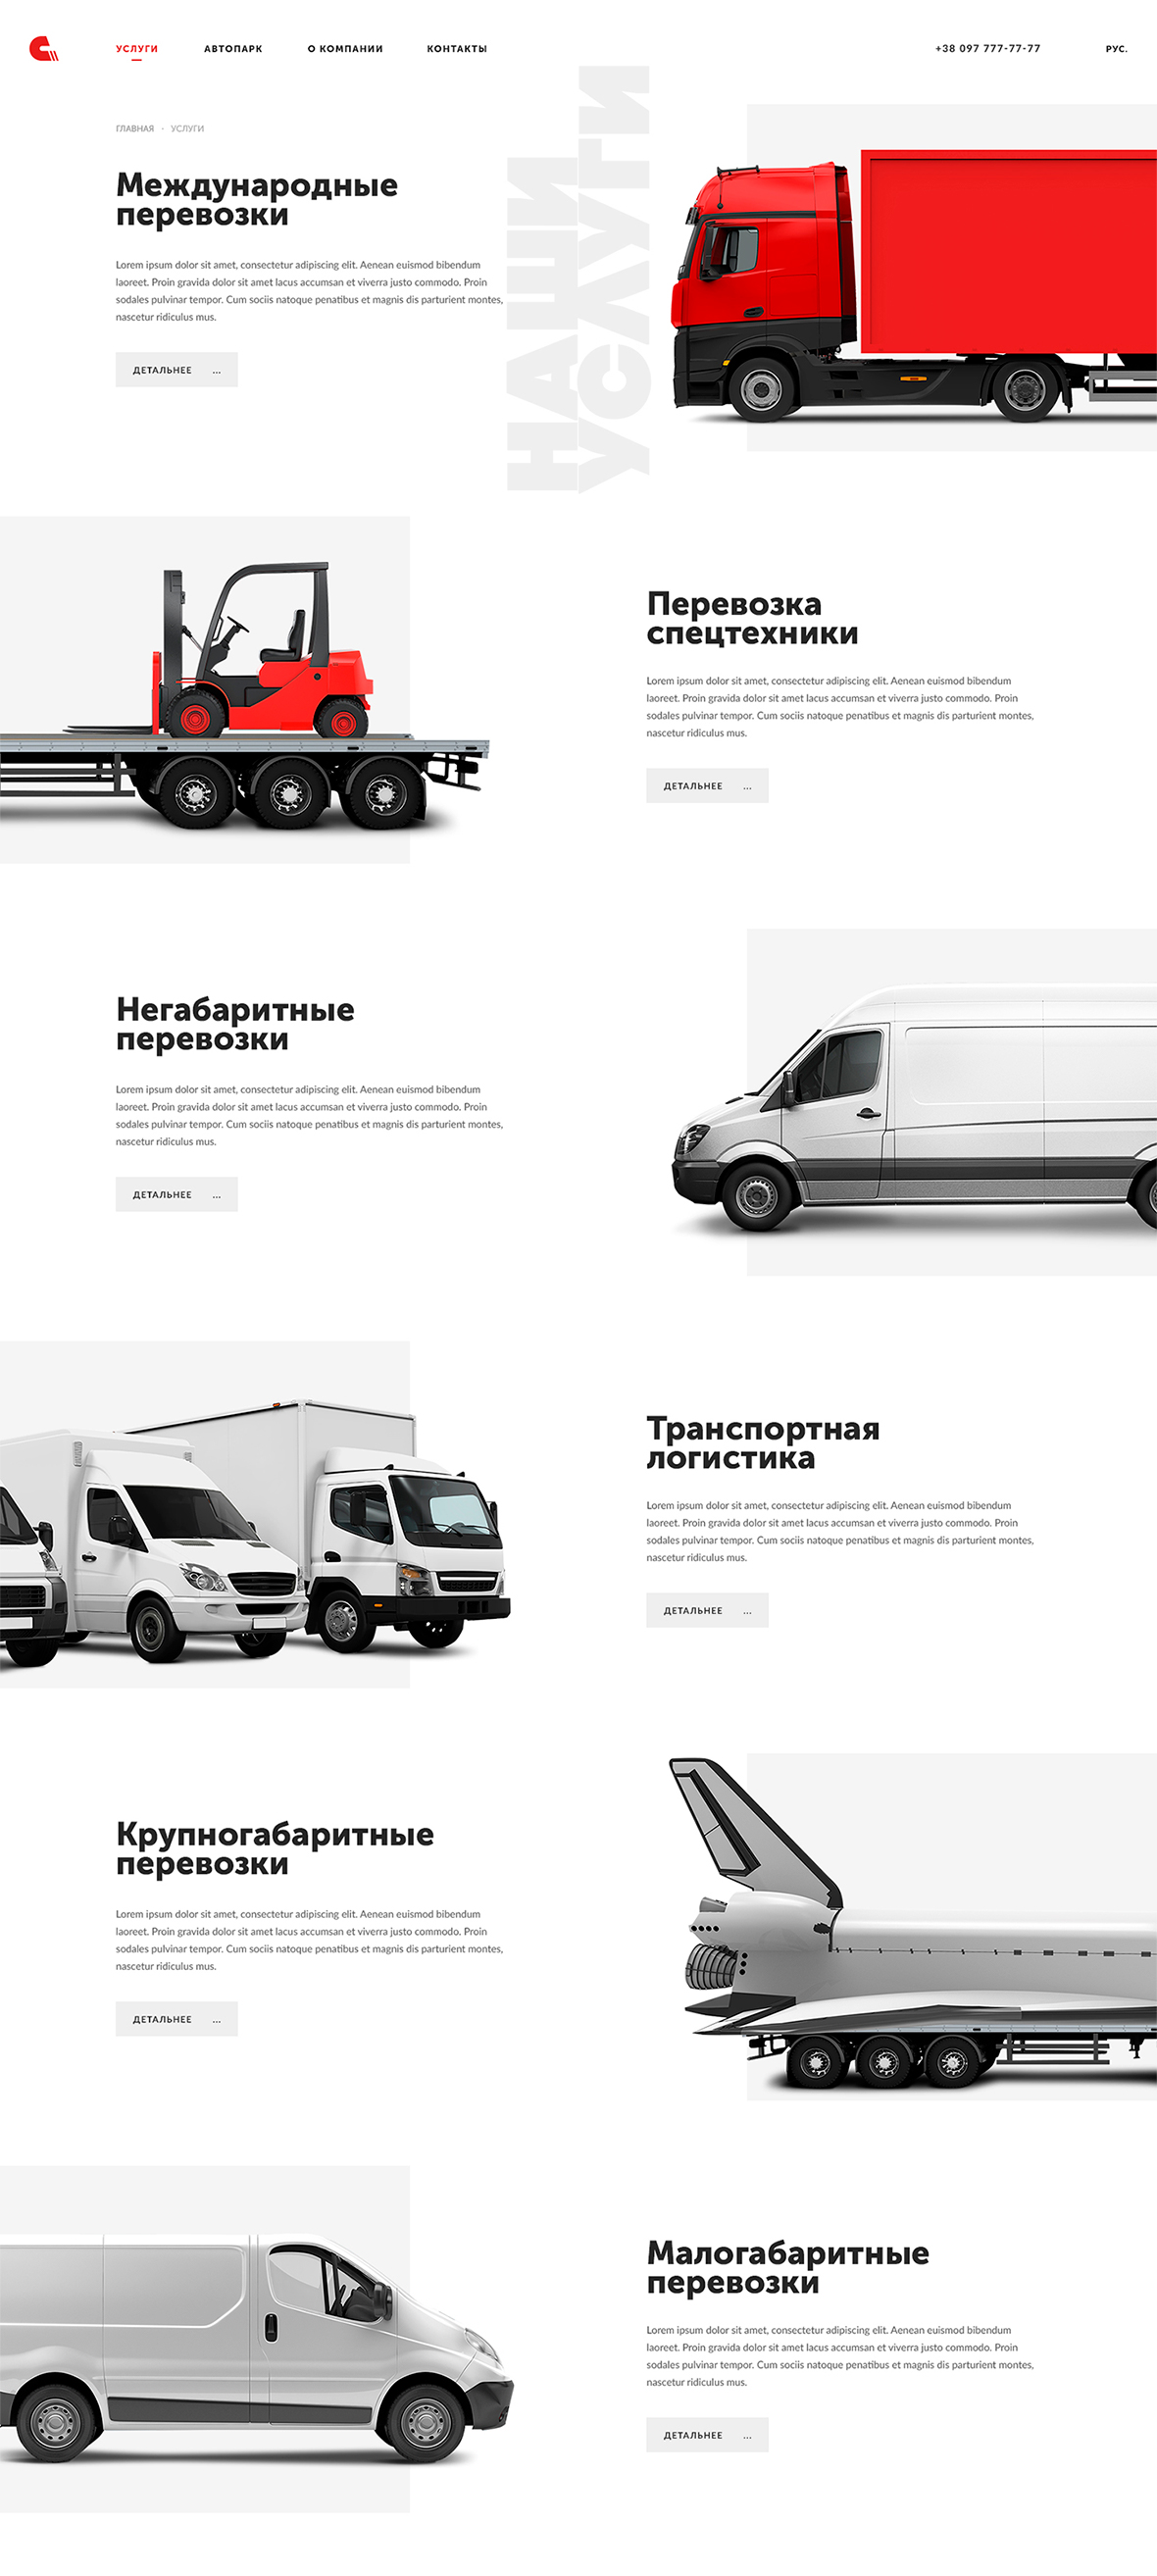 УСЛУГИ
АВТОПАРК
О КОМПАНИИ
КОНТАКТЫ
+38 097 777-77-77
РУС.
ГЛАВНАЯ - УСЛУГИ
НАШИ
УСЛУГИ
Международные
перевозки
Lorem ipsum dolor sit amet, consectetur adipiscing elit. Aenean euismod bibendum
laoreet. Proin gravida dolor sit amet lacus accumsan et viverra justo commodo. Proin
sodales pulvinar tempor. Cum sociis natoque penatibus et magnis dis parturient montes,
nascetur ridiculus mus.
ДЕТАЛЬНЕЕ ...
Перевозка
спецтехники
Lorem ipsum dolor sit amet, consectetur adipiscing elit. Aenean euismod bibendum
laoreet. Proin gravida dolor sit amet lacus accumsan et viverra justo commodo. Proin
sodales pulvinar tempor. Cum sociis natoque penatibus et magnis dis parturient montes,
nascetur ridiculus mus.
ДЕТАЛЬНЕЕ ...
Негабаритные
перевозки
Lorem ipsum dolor sit amet, consectetur adipiscing elit. Aenean euismod bibendum
laoreet. Proin gravida dolor sit amet lacus accumsan et viverra justo commodo. Proin
sodales pulvinar tempor. Cum sociis natoque penatibus et magnis dis parturient montes,
nascetur ridiculus mus.
ДЕТАЛЬНЕЕ ...
Транспортная
логистика
Lorem ipsum dolor sit amet, consectetur adipiscing elit. Aenean euismod bibendum
laoreet. Proin gravida dolor sit amet lacus accumsan et viverra justo commodo. Proin
sodales pulvinar tempor. Cum sociis natoque penatibus et magnis dis parturient montes,
nascetur ridiculus mus.
ДЕТАЛЬНЕЕ ...
Крупногабаритные
перевозки
Lorem ipsum dolor sit amet, consectetur adipiscing elit. Aenean euismod bibendum
laoreet. Proin gravida dolor sit amet lacus accumsan et viverra justo commodo. Proin
sodales pulvinar tempor. Cum sociis natoque penatibus et magnis dis parturient montes,
nascetur ridiculus mus.
ДЕТАЛЬНЕЕ ...
Малогабаритные
перевозки
Lorem ipsum dolor sit amet, consectetur adipiscing elit. Aenean euismod bibendum
laoreet. Proin gravida dolor sit amet lacus accumsan et viverra justo commodo. Proin
sodales pulvinar tempor. Cum sociis natoque penatibus et magnis dis parturient montes,
nascetur ridiculus mus.
ДЕТАЛЬНЕЕ ...